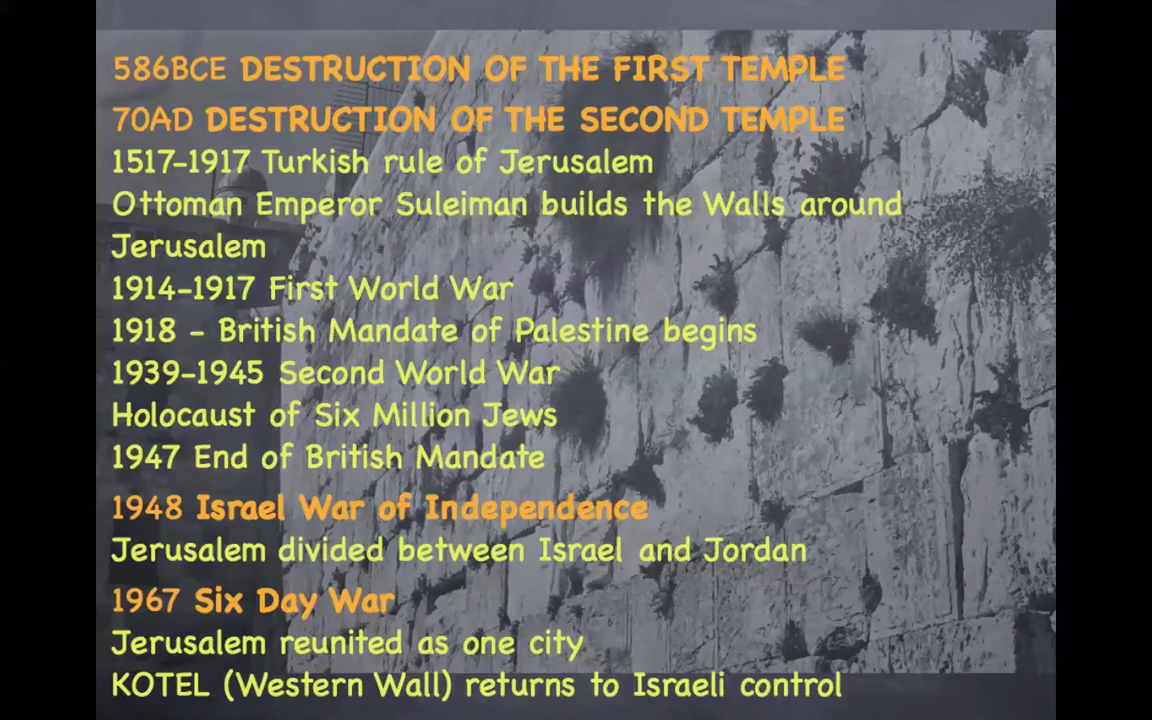 586BCE DESTRUCTION OF THE FIRST TEMPLE
70AD DESTRUCTION OF THE SECOND TEMPLE
1517-1917 Turkish rule of Jerusalem
Ottoman Emperor Suleiman builds the Walls around
Jerusalem
1914-1917 First World War
1918 - British Mandate of Palestine begins
1939-1945 Second World War
Holocaust of Six Million Jews
1947 End of British Mandate
1948 Israel War of Independence
Jerusalem divided between Israel and Jordan
1967 Six Day War
Jerusalem reunited as one city
KOTEL (Western Wall) returns to Israeli control